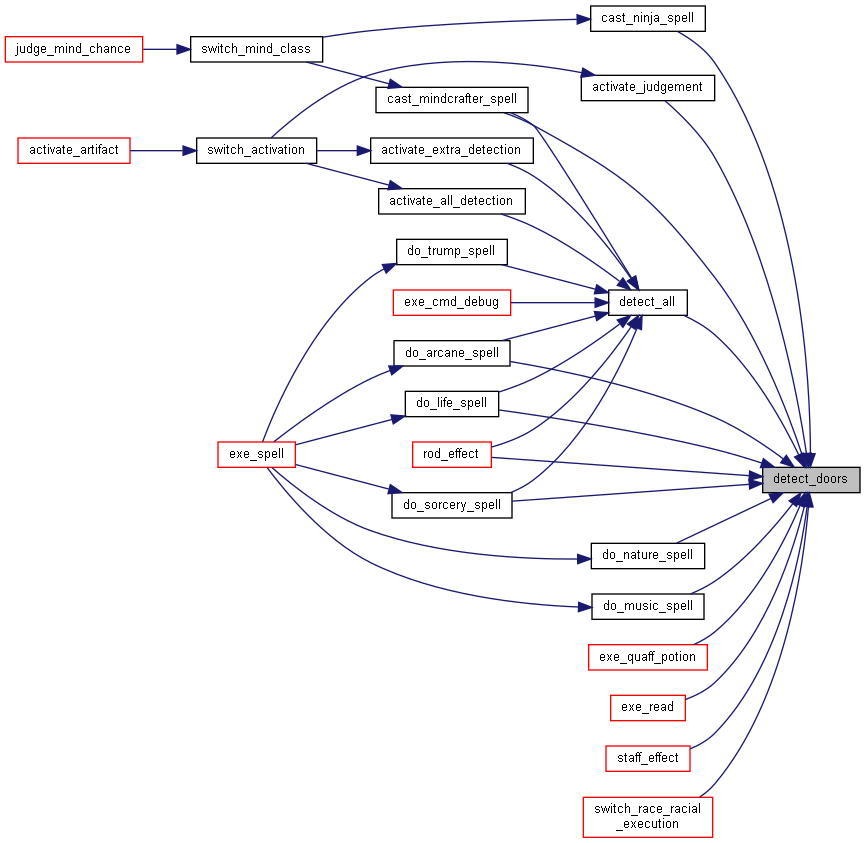 cast_ninja_spell
judge_mind_chance
switch_mind_class
activate_judgement
cast_mindcrafter_spell
activate_artifact
switch_activation
activate_extra_detection
activate_all_detection
do_trump_spell
exe_cmd_debug
detect_all
do_arcane_spell
do_life_spell
exe_spell
rod_effect
detect_doors
do_sorcery_spell
do_nature_spell
do_music_spell
exe_quaff_potion
exe_read
staff_effect
switch_race_racial
_execution